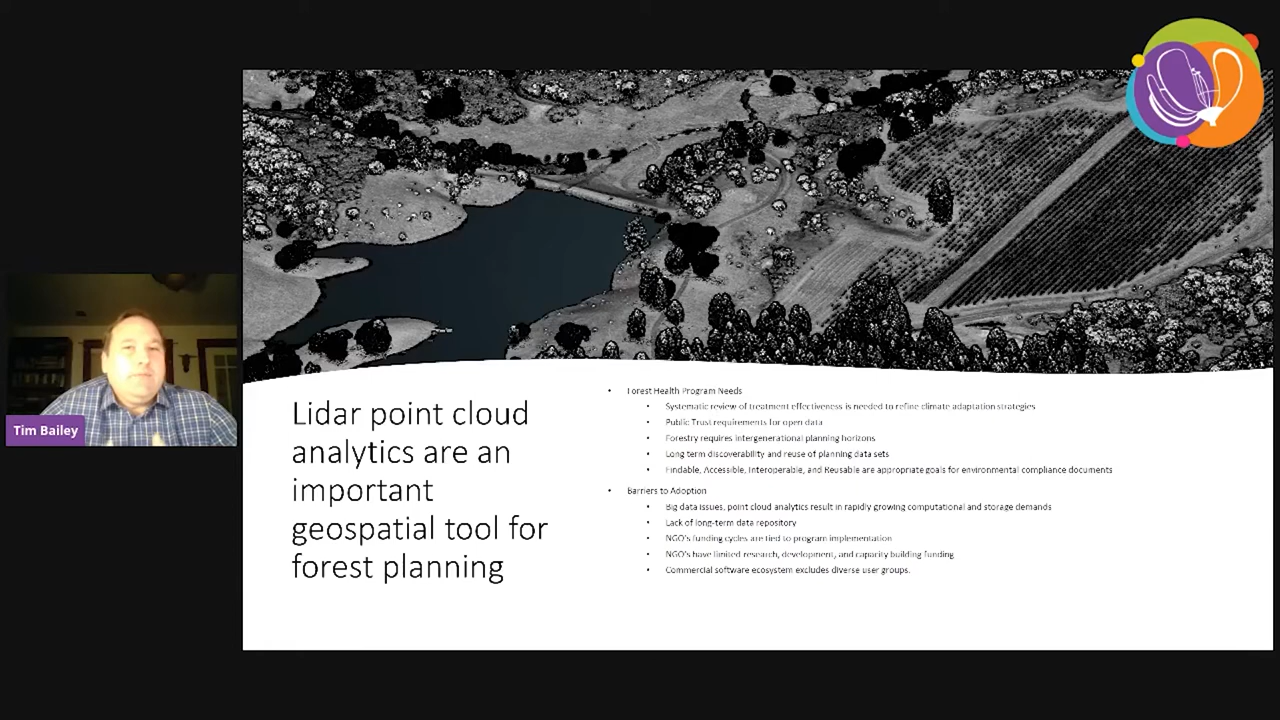 Tim Bailey
Lidar point cloud
analytics are an
important
geospatial tool for
forest planning
• Forest Health Program Needs
• Systematic review of treatment effectiveness is needed to refine climate adaptation strategies
• Public Trust requirements for open data
• Forestry requires intergenerational planning horizons
• Long term discoverability and reuse of planning data sets
• Findable, Accessible, Interoperable, and Reusable are appropriate goals for environmental compliance documents
• Barriers to Adoption
• Big data issues, point cloud analytics result in rapidly growing computational and storage demands
• Lack of long-term data repository
• NGO's funding cycles are tied to program implementation
• NGO's have limited research, development, and capacity building funding
• Commercial software ecosystem excludes diverse user groups.